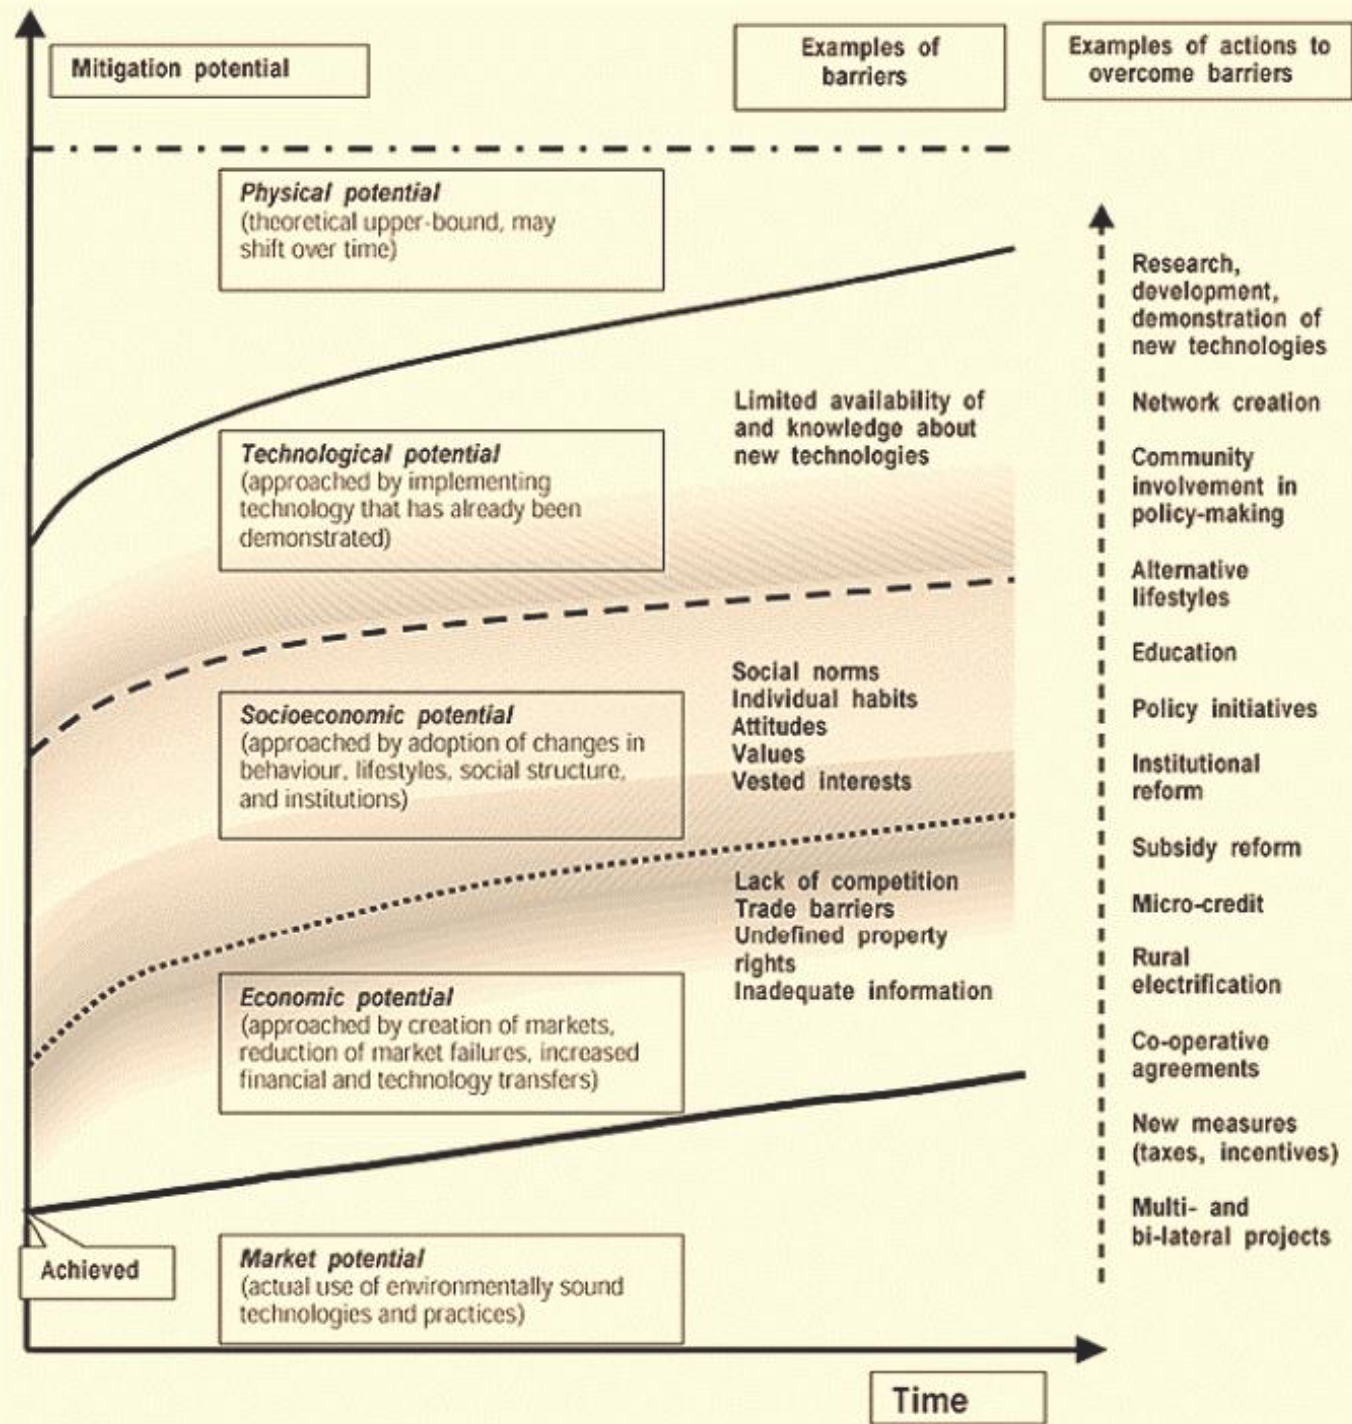 Mitigation potential
Examples of
barriers
Examples of actions to
overcome barriers
Physical potential
(theoretical upper-bound, may
shift over time)
Technological potential
(approached by implementing
technology that has already been
demonstrated)
Socioeconomic potential
(approached by adoption of changes in
behaviour, lifestyles, social structure,
and institutions)
Economic potential
(approached by creation of markets,
reduction of market failures, increased
financial and technology transfers)
Market potential
(actual use of environmentally sound
technologies and practices)
Achieved
Limited availability of
and knowledge about
new technologies
Social norms
Individual habits
Attitudes
Values
Vested interests
Lack of competition
Trade barriers
Undefined property
rights
Inadequate information
Research,
development,
demonstration of
new technologies
Network creation
Community
involvement in
policy-making
Alternative
lifestyles
Education
Policy initiatives
Institutional
reform
Subsidy reform
Micro-credit
Rural
electrification
Co-operative
agreements
New measures
(taxes, incentives)
Multi- and
bi-lateral projects
Time